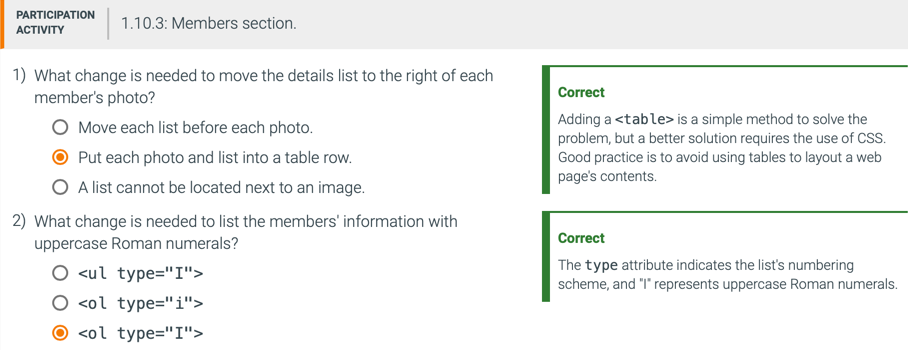 PARTICIPATION
ACTIVITY
1.10.3: Members section.
1) What change is needed to move the details list to the right of each
member's photo?
Move each list before each photo.
Put each photo and list into a table row.
A list cannot be located next to an image.
Correct
Adding a <table> is a simple method to solve the
problem, but a better solution requires the use of CSS.
Good practice is to avoid using tables to layout a web
page's contents.
2) What change is needed to list the members' information with
uppercase Roman numerals?
<ul type="I">
<ol type="i">
<ol type="I">
Correct
The type attribute indicates the list's numbering
scheme, and "I" represents uppercase Roman numerals.